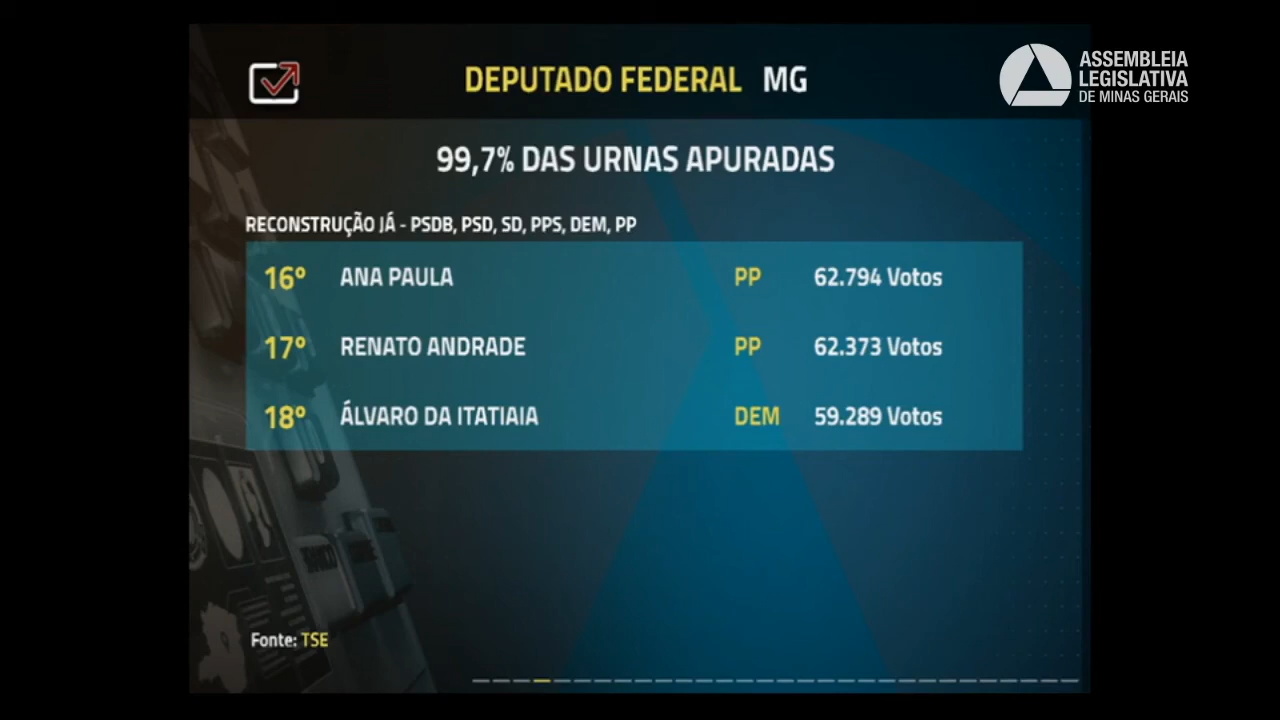 DEPUTADO FEDERAL MG
ASSEMBLEIA
LEGISLATIVA
DE MINAS GERAIS
99,7% DAS URNAS APURADAS
RECONSTRUÇÃO JÁ - PSDB, PSD, SD, PPS, DEM, PP
16º ANA PAULA PP 62.794 Votos
17º RENATO ANDRADE PP 62.373 Votos
18º ÁLVARO DA ITATIAIA DEM 59.289 Votos
Fonte: TSE